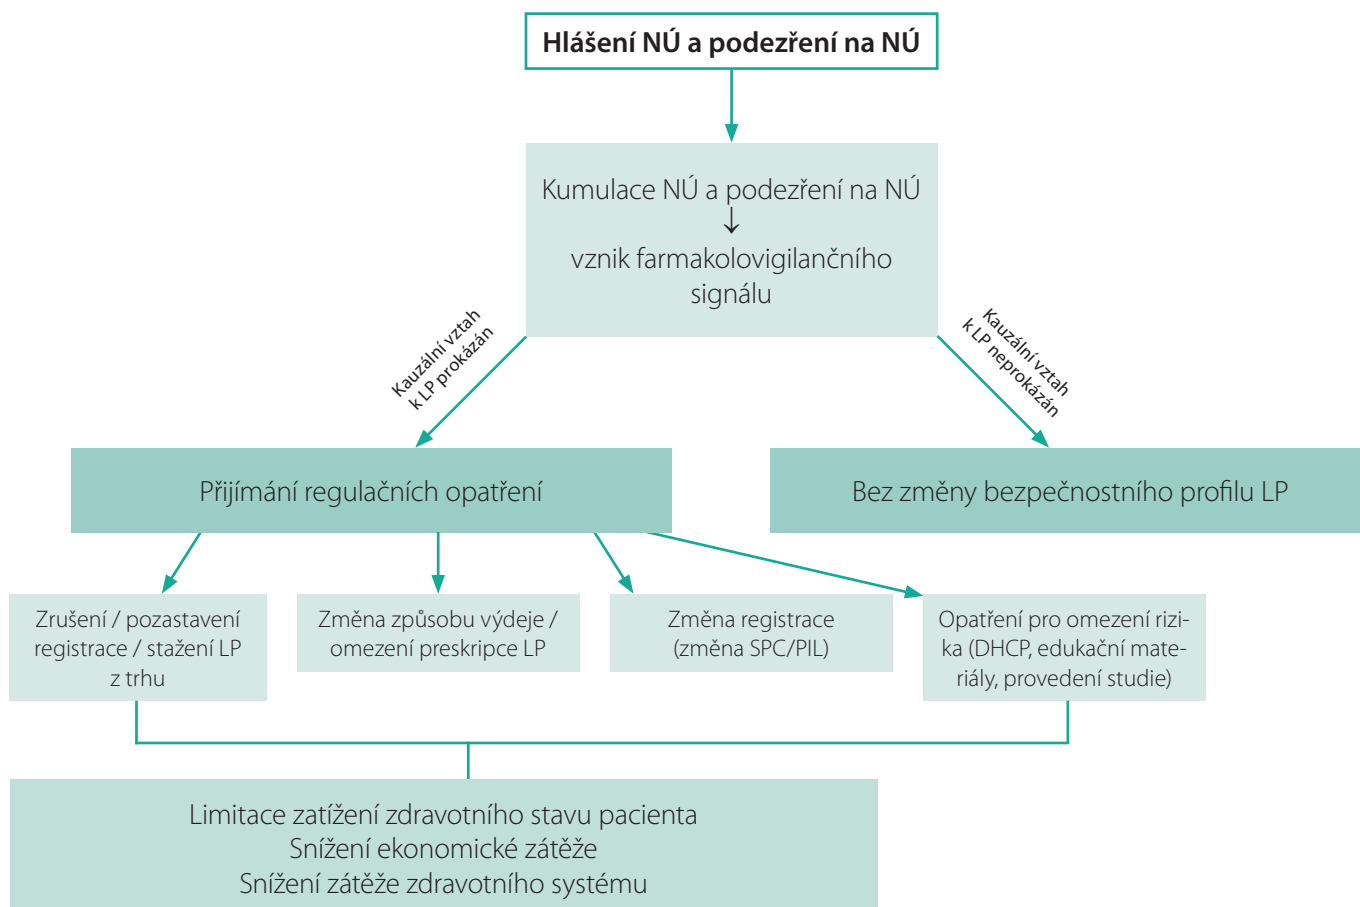 Hlášení NÚ a podezření na NÚ
Kumulace NÚ a podezření na NÚ
↓
vznik farmakolovigilančního
signálu
Kauzální vztah
k LP prokázán
Kauzální vztah
k LP neprokázán
Přijímání regulačních opatření
Bez změny bezpečnostního profilu LP
Zrušení / pozastavení
registrace / stažení LP
z trhu
Změna způsobu výdeje /
omezení preskripce LP
Změna registrace
(změna SPC/PIL)
Opatření pro omezení rizi-
ka (DHCP, edukační mate-
riály, provedení studie)
Limitace zatížení zdravotního stavu pacienta
Snížení ekonomické zátěže
Snížení zátěže zdravotního systému